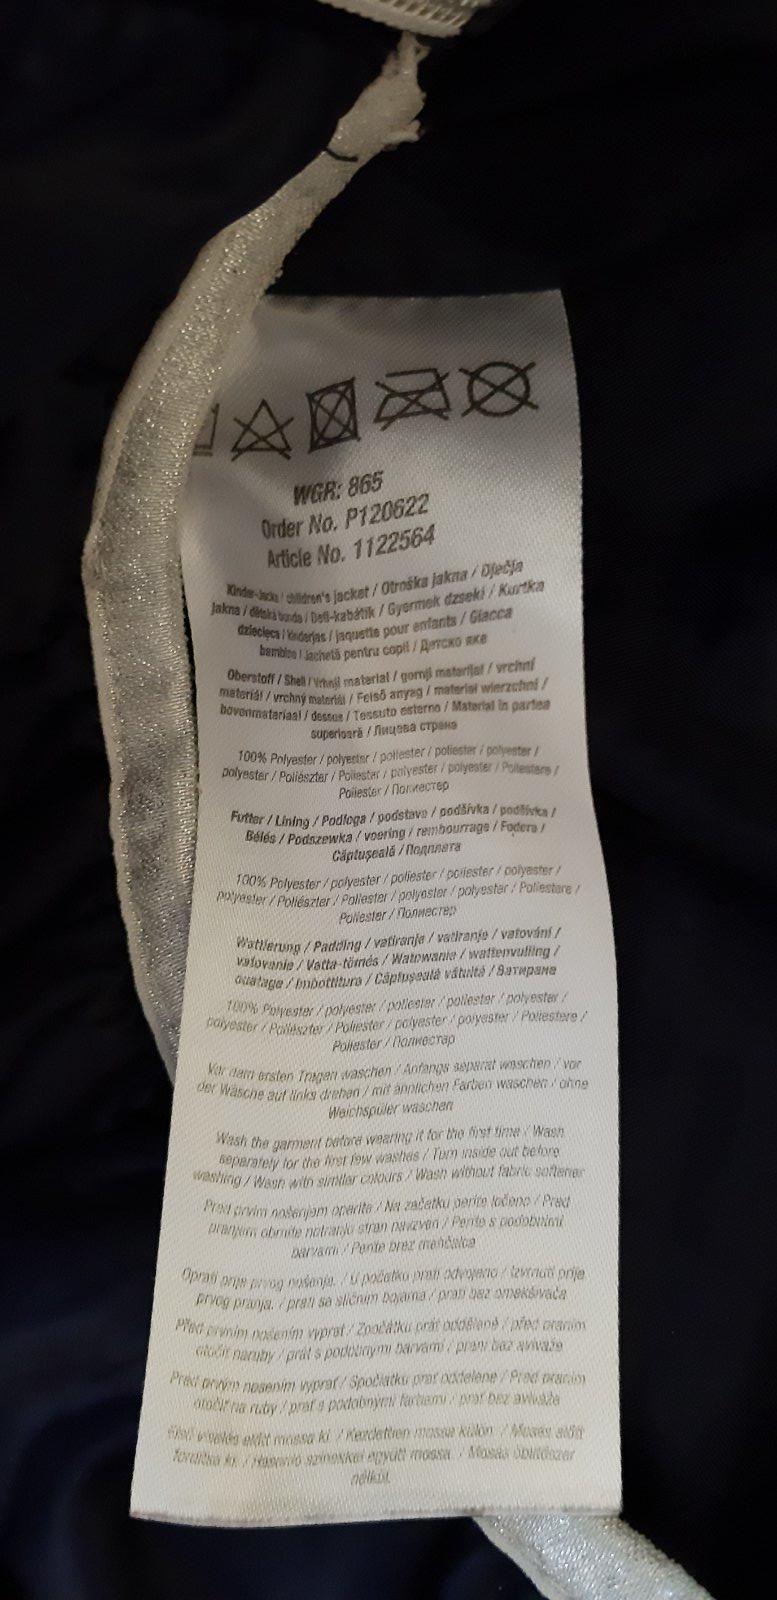 WGR: 865
Order No. P120622
Article No. 1122564
Kinder-Jacke / children's jacket / Otroška jakna / Dječja
jakna / dětská bunda / Deti-kabátik / Gyermek dzseki / Kurtka
dziecięca / kinderjas / jaquette pour enfants / Giacca
bambino / Jachetă pentru copii / Детско яке
Oberstoff / Shell / Vrhnji material / gornji materijal / vrchní
materiál / vrchný materiál / Felső anyag / materiał wierzchni /
bovenmateriaal / dessus / Tessuto esterno / Material in partea
superioară / Лицева страна
100% Polyester / polyester / poliester / poliester / polyester /
polyester / Poliészter / Poliester / polyester / polyester / Poliestere /
Poliester / Полиестер
Futter / Lining / Podloga / podstava / podšívka / podšívka /
Bélés / Podszewka / voering / rembourrage / Fodera /
Căptuşeală / Подплата
100% Polyester / polyester / poliester / poliester / polyester /
polyester / Poliészter / Poliester / polyester / polyester / Poliestere /
Poliester / Полиестер
Wattierung / Padding / vatiranje / vatiranje / vatování /
vaťovanie / Vatta-tömés / Watowanie / wattenvulling /
ouatage / Imbottitura / Căptuşeală vătuită / Ватиране
100% Polyester / polyester / poliester / poliester / polyester /
polyester / Poliészter / Poliester / polyester / polyester / Poliestere /
Poliester / Полиестер
Vor dem ersten Tragen waschen / Anfangs separat waschen / vor
der Wäsche auf links drehen / mit ähnlichen Farben waschen / ohne
Weichspüler waschen
Wash the garment before wearing it for the first time / Wash
separately for the first few washes / Turn inside out before
washing / Wash with similar colours / Wash without fabric softener
Pred prvim nošenjem operite / Na začetku perite ločeno / Pred
pranjem obrnite notranjo stran navzven / Perite s podobnimi
barvami / Perite brez mehčalca
Oprati prije prvog nošenja. / U početku prati odvojeno / Izvrnuti prije
prvog pranja. / prati sa sličnim bojama / prati bez omekšivača
Před prvním nošením vyprat / Zpočátku prát odděleně / před praním
otočit naruby / prát s podobnými barvami / praní bez aviváže
Pred prvým nosením vyprať / Spočiatku prať oddelene / Pred praním
otočiť na ruby / prať s podobnými farbami / prať bez aviváže
Első viselés előtt mossa ki. / Kezdetben mossa külön. / Mosás előtt
fordítsa ki. / Hasonló színekkel együtt mossa. / Mosás öblítőszer
nélkül.